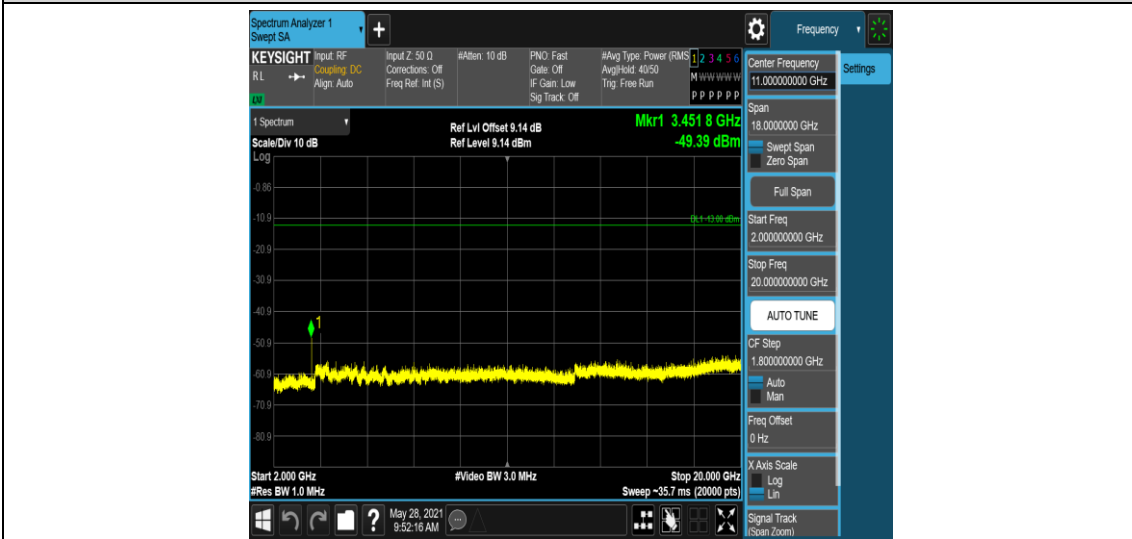 Spectrum Analyzer 1
Swept SA
+
Frequency
KEYSIGHT
RL
LNI
Input: RF
Coupling: DC
Align: Auto
Input Z: 50 Ω
Corrections: Off
Freq Ref: Int (S)
#Atten: 10 dB
PNO: Fast
Gate: Off
IF Gain: Low
Sig Track: Off
#Avg Type: Power (RMS
Avg|Hold: 40/50
Trig: Free Run
1 2 3 4 5 6
M W W W W W
P P P P P P
1 Spectrum
Scale/Div 10 dB
Log
Ref Lvl Offset 9.14 dB
Ref Level 9.14 dBm
Mkr1 3.451 8 GHz
-49.39 dBm
-0.86
-10.9
DL1 -13.00 dBm
-20.9
-30.9
-40.9
1
-50.9
-60.9
-70.9
-80.9
Start 2.000 GHz
#Res BW 1.0 MHz
#Video BW 3.0 MHz
Stop 20.000 GHz
Sweep ~35.7 ms (20000 pts)
?
May 28, 2021
9:52:16 AM
Center Frequency
11.000000000 GHz
Settings
Span
18.0000000 GHz
Swept Span
Zero Span
Full Span
Start Freq
2.000000000 GHz
Stop Freq
20.000000000 GHz
AUTO TUNE
CF Step
1.800000000 GHz
Auto
Man
Freq Offset
0 Hz
X Axis Scale
Log
Lin
Signal Track
(Span Zoom)